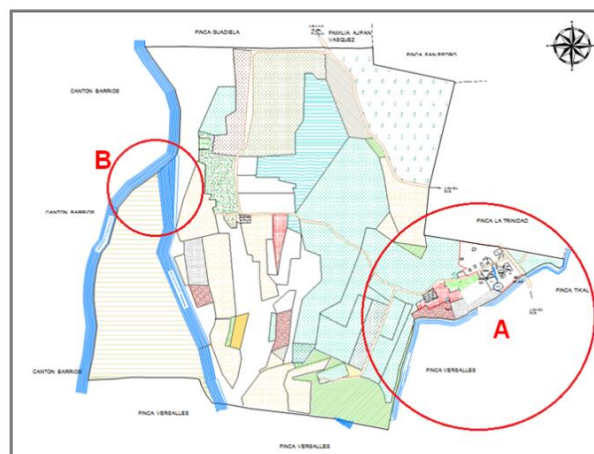 FINCA GUADIELA
FAMILIA AJPAN
VASQUEZ
FINCA SAN PEDRO
CANTON BARRIOS
B
CANTON BARRIOS
FINCA LA TRINIDAD
FINCA TIKAL
A
CANTON BARRIOS
FINCA VERSALLES
FINCA VERSALLES
FINCA VERSALLES